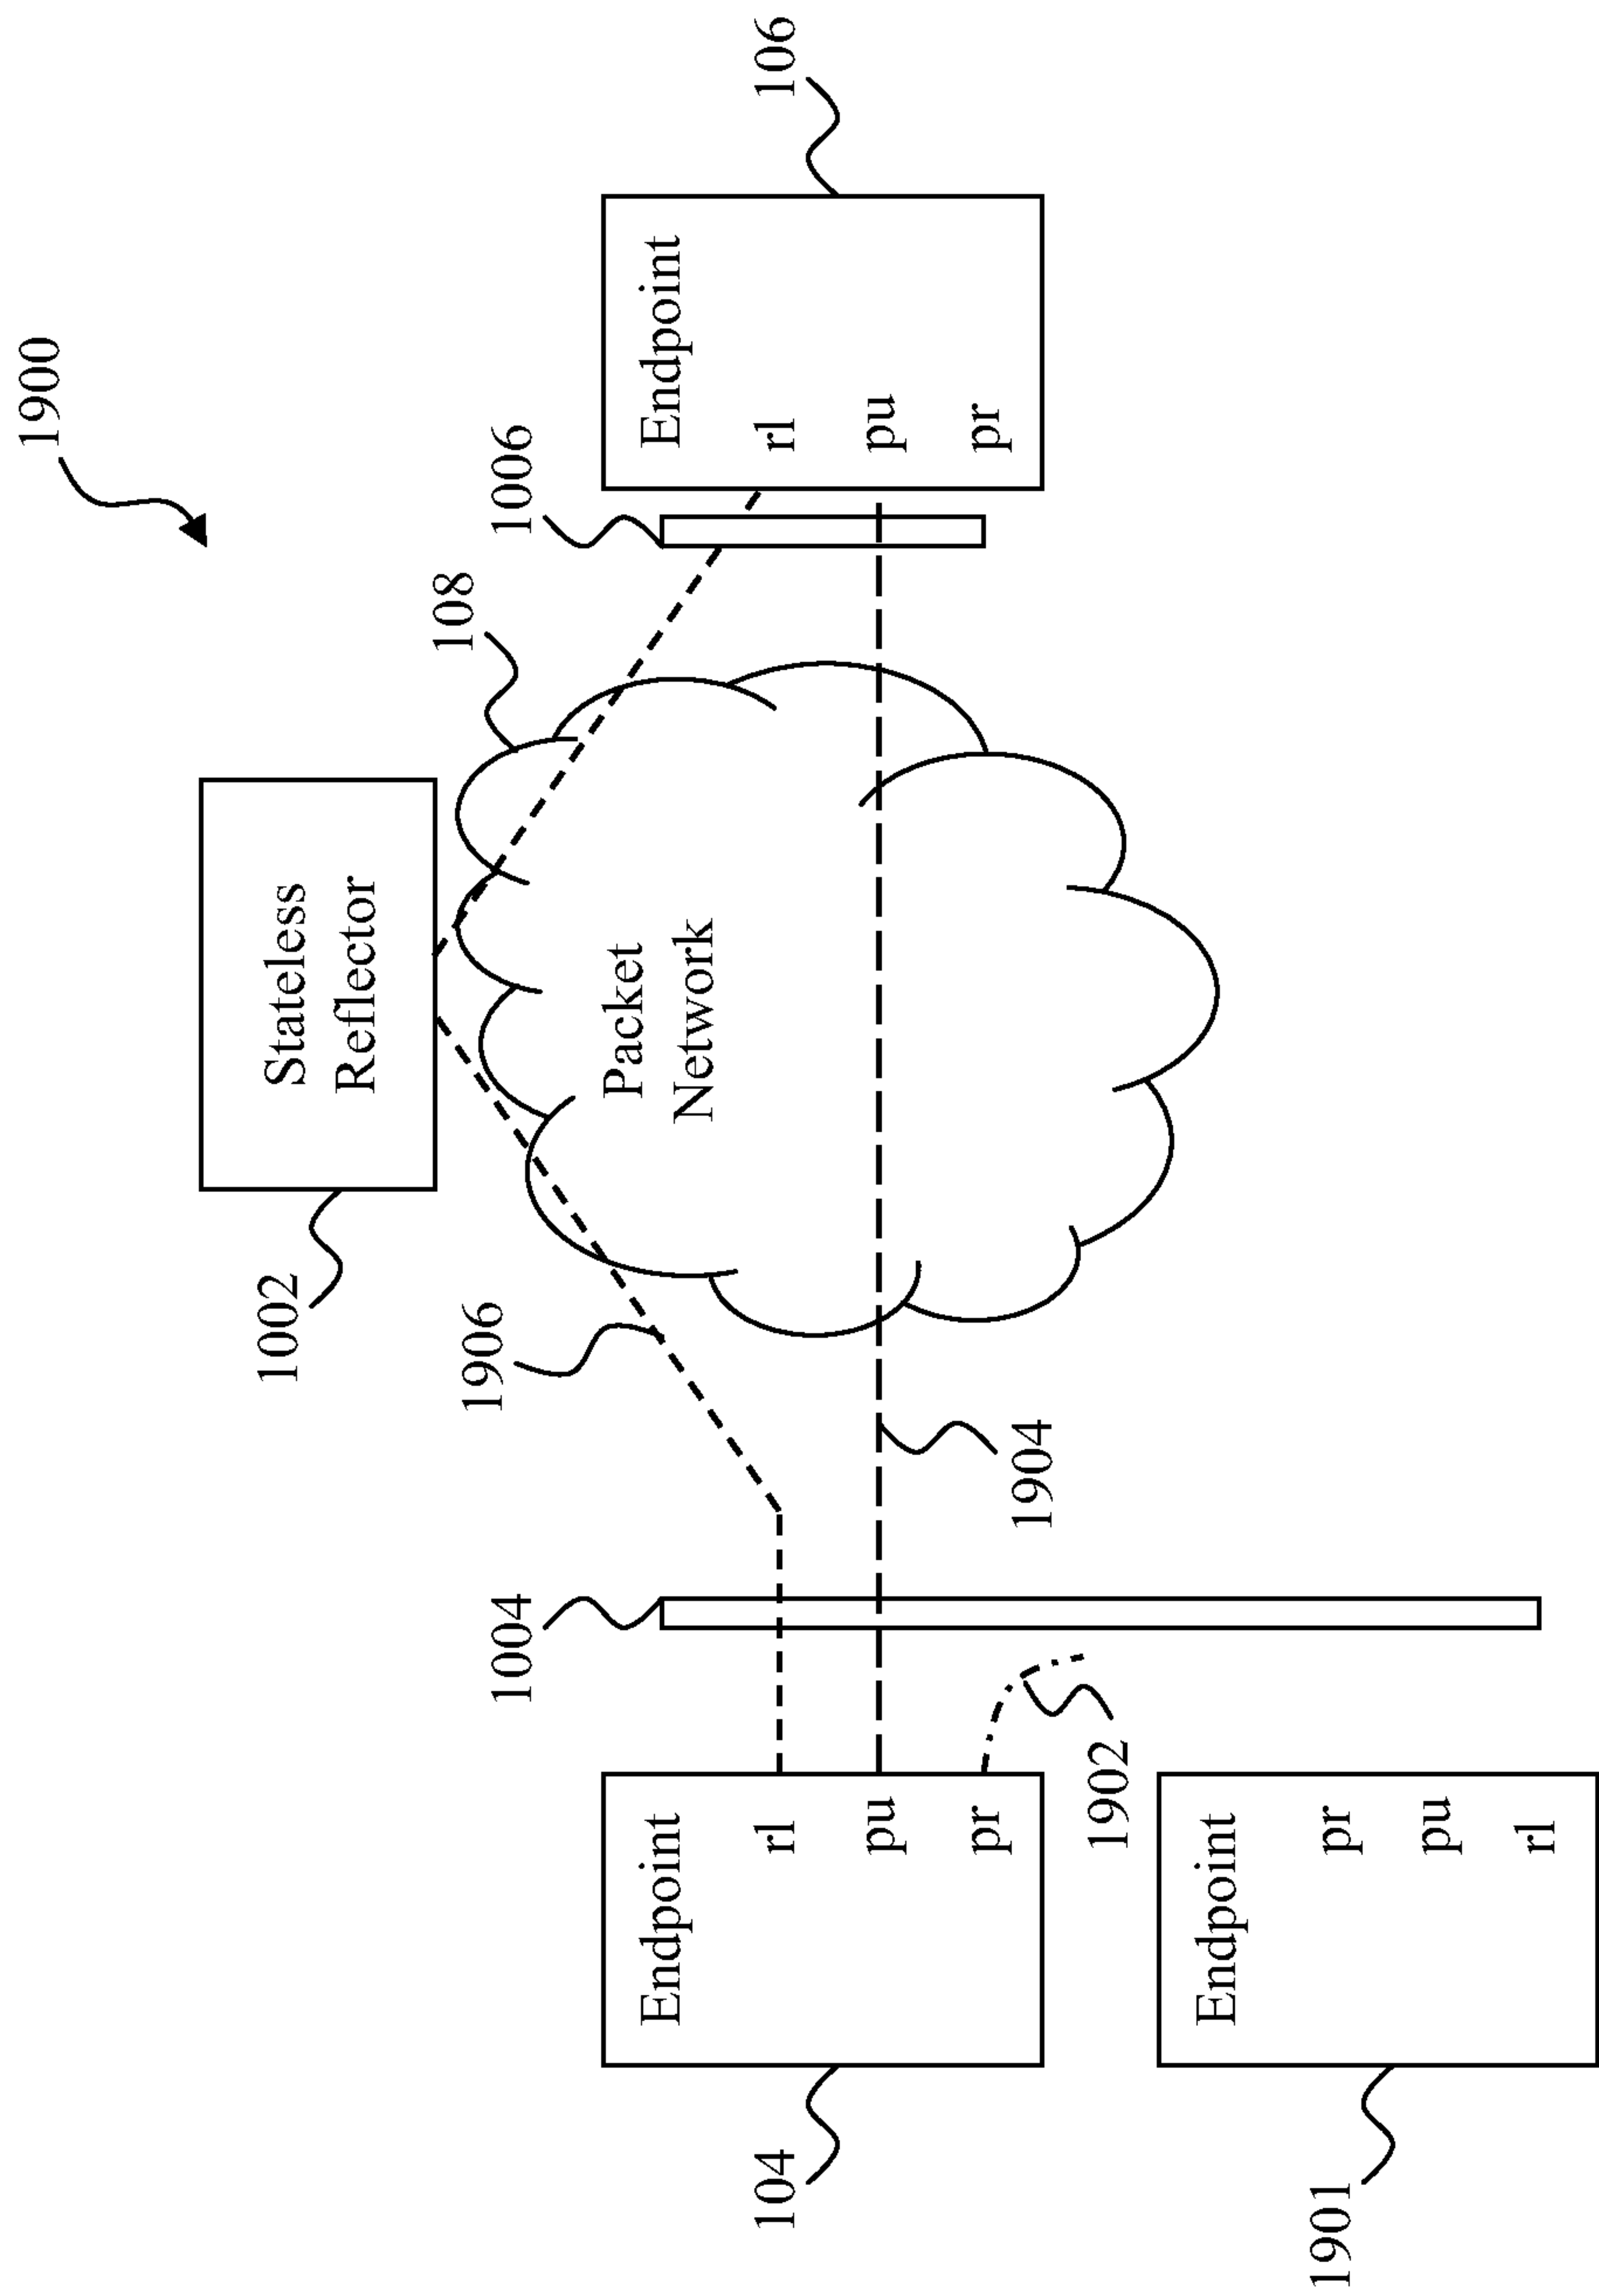 1900
1002
Stateless
Reflector
108
1906
1004
1006
Packet
Network
104
Endpoint
rl
pu
pr
Endpoint
rl
pu
pr
106
1904
1902
1901
Endpoint
pr
pu
rl